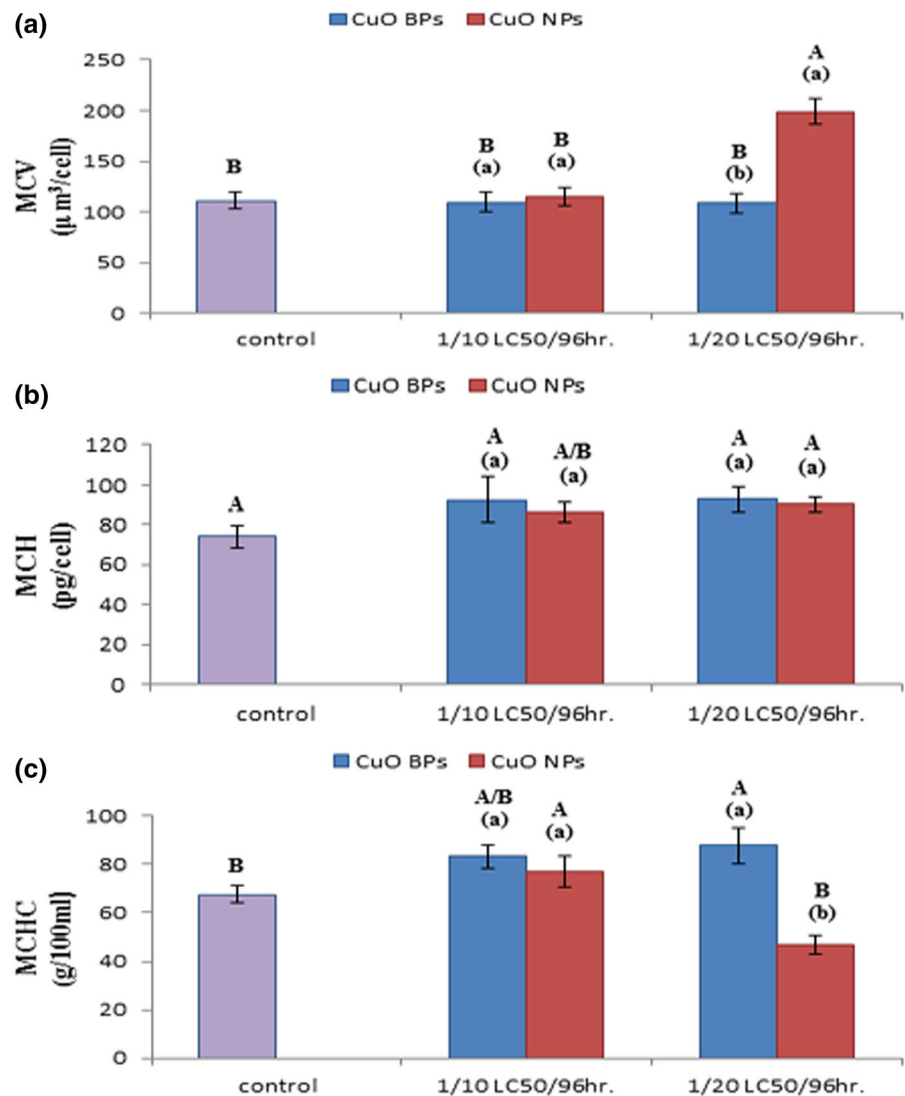 (a)
CuO BPs CuO NPs
MCV
(μ m³/cell)
250
200
150
100
50
0
B
B
(a)
B
(a)
B
(b)
A
(a)
control 1/10 LC50/96hr. 1/20 LC50/96hr.
(b)
CuO BPs CuO NPs
MCH
(pg/cell)
120
100
80
60
40
20
0
A
A
(a)
A/B
(a)
A
(a)
A
(a)
control 1/10 LC50/96hr. 1/20 LC50/96hr.
(c)
CuO BPs CuO NPs
MCHC
(g/100ml)
100
80
60
40
20
0
B
A/B
(a)
A
(a)
A
(a)
B
(b)
control 1/10 LC50/96hr. 1/20 LC50/96hr.